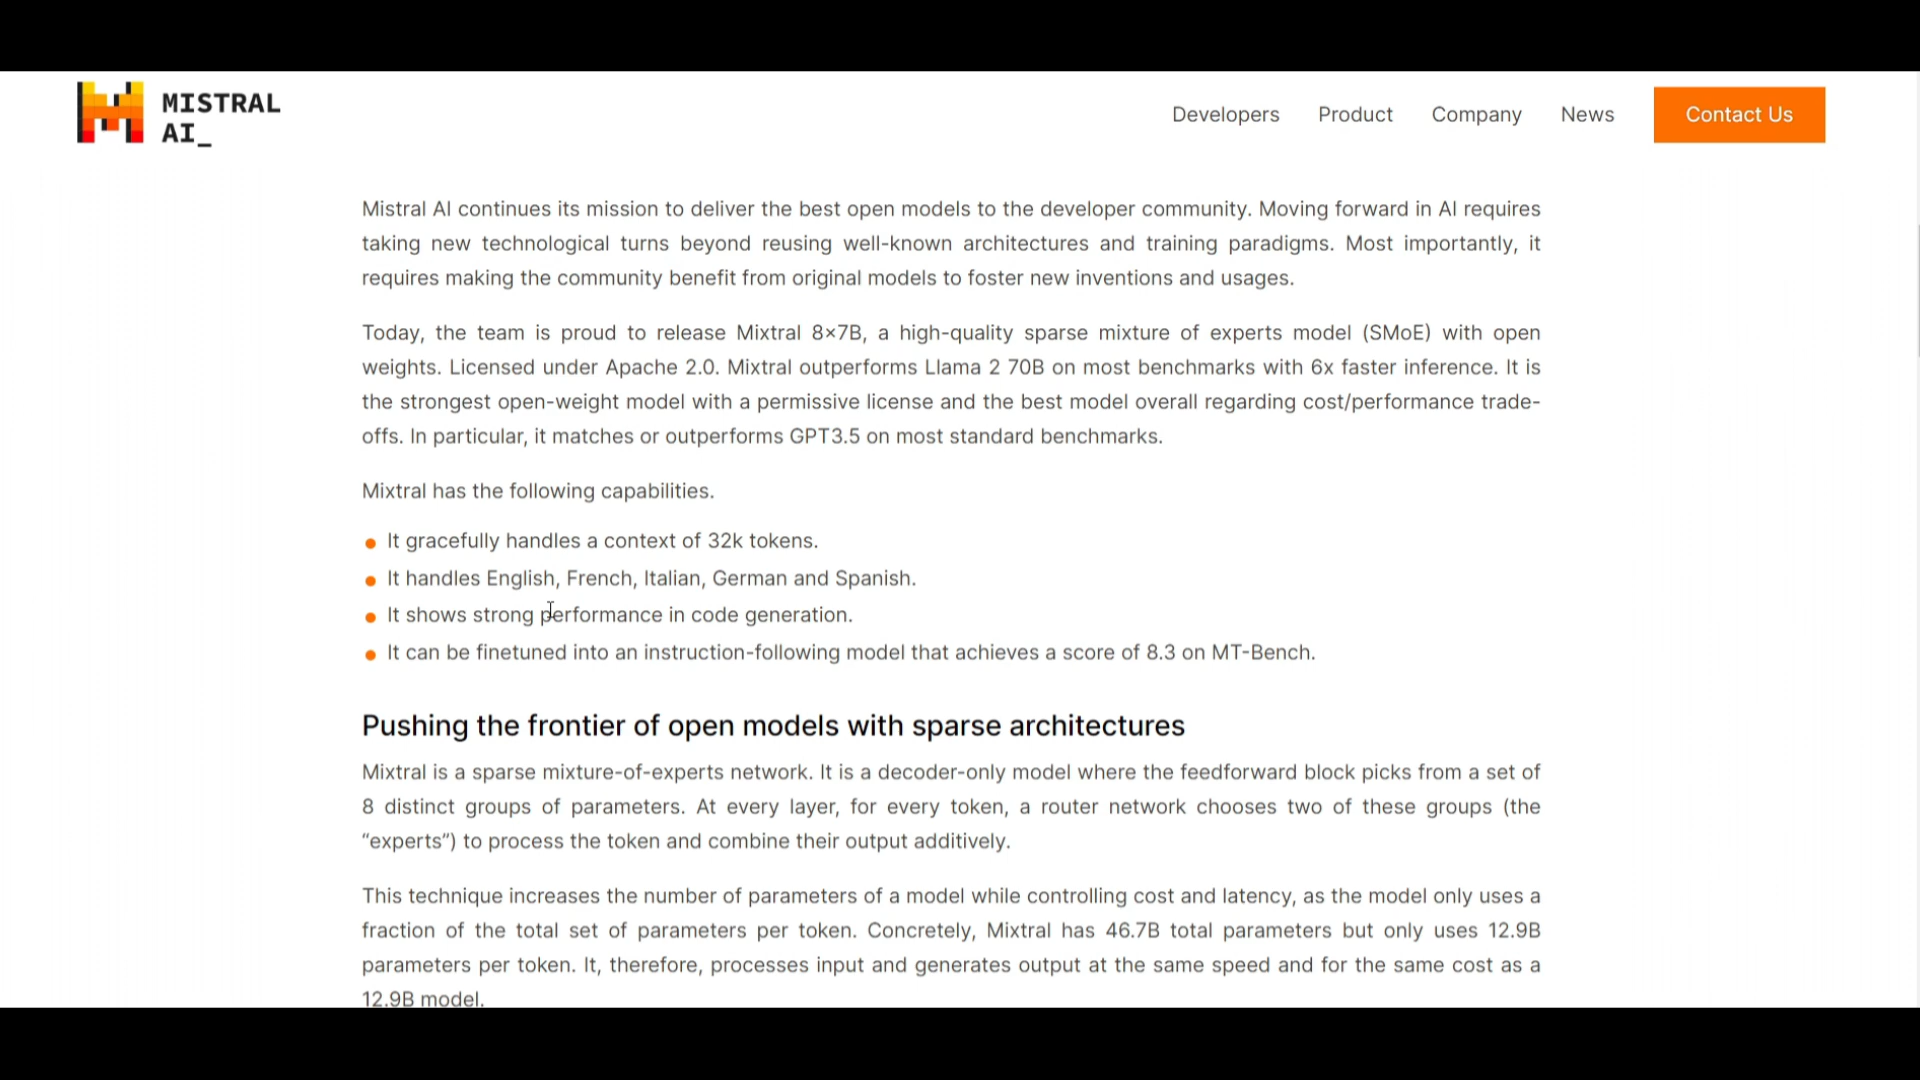 MISTRAL
AI_
Developers Product Company News Contact Us
Mistral AI continues its mission to deliver the best open models to the developer community. Moving forward in AI requires
taking new technological turns beyond reusing well-known architectures and training paradigms. Most importantly, it
requires making the community benefit from original models to foster new inventions and usages.
Today, the team is proud to release Mixtral 8×7B, a high-quality sparse mixture of experts model (SMoE) with open
weights. Licensed under Apache 2.0. Mixtral outperforms Llama 2 70B on most benchmarks with 6x faster inference. It is
the strongest open-weight model with a permissive license and the best model overall regarding cost/performance trade-
offs. In particular, it matches or outperforms GPT3.5 on most standard benchmarks.
Mixtral has the following capabilities.
It gracefully handles a context of 32k tokens.
It handles English, French, Italian, German and Spanish.
It shows strong performance in code generation.
It can be finetuned into an instruction-following model that achieves a score of 8.3 on MT-Bench.
Pushing the frontier of open models with sparse architectures
Mixtral is a sparse mixture-of-experts network. It is a decoder-only model where the feedforward block picks from a set of
8 distinct groups of parameters. At every layer, for every token, a router network chooses two of these groups (the
“experts”) to process the token and combine their output additively.
This technique increases the number of parameters of a model while controlling cost and latency, as the model only uses a
fraction of the total set of parameters per token. Concretely, Mixtral has 46.7B total parameters but only uses 12.9B
parameters per token. It, therefore, processes input and generates output at the same speed and for the same cost as a
12.9B model.